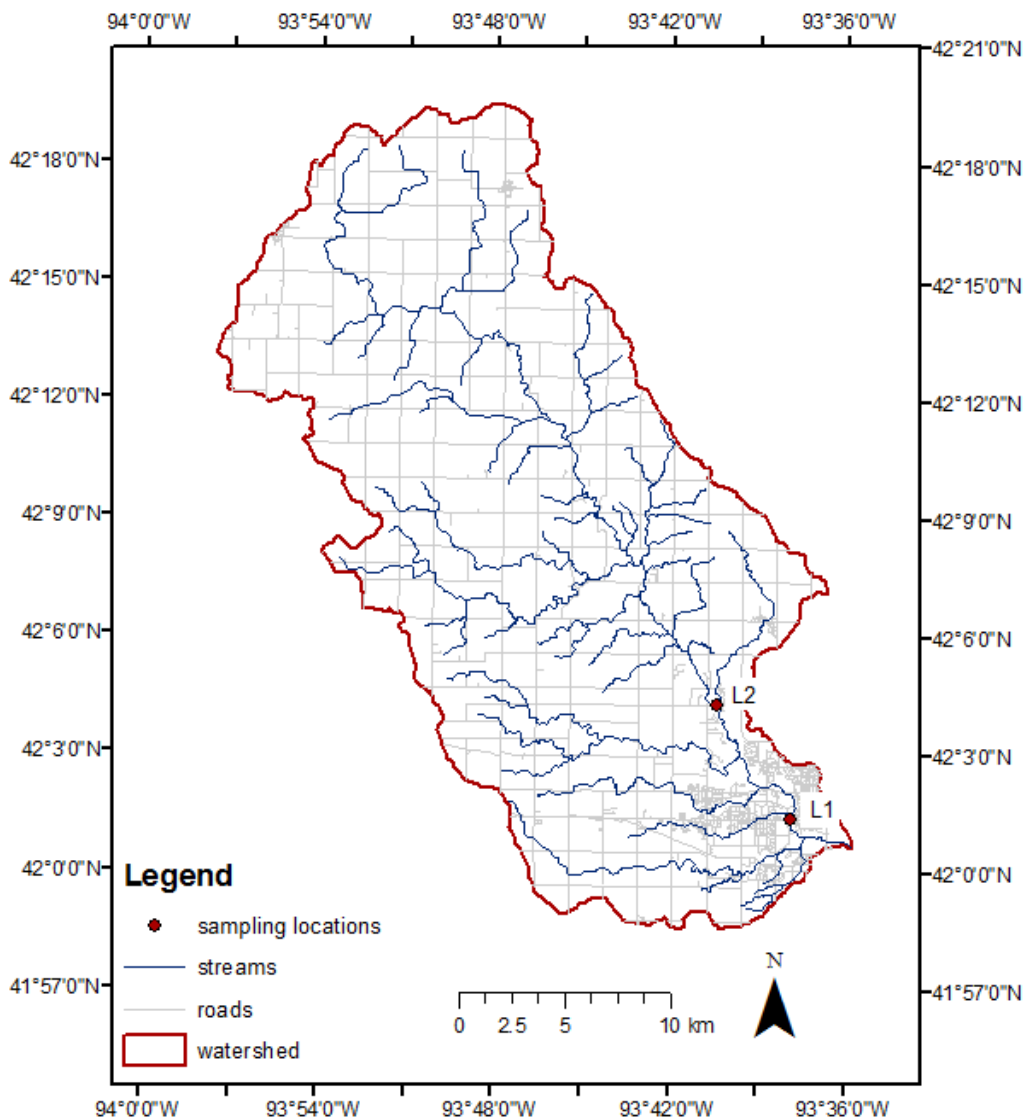 94°0'0"W 93°54'0"W 93°48'0"W 93°42'0"W 93°36'0"W
42°21'0"N
42°18'0"N 42°18'0"N
42°15'0"N 42°15'0"N
42°12'0"N 42°12'0"N
42°9'0"N 42°9'0"N
42°6'0"N 42°6'0"N
L2
42°3'0"N 42°3'0"N
L1
42°0'0"N 42°0'0"N
Legend
sampling locations
streams
roads
watershed
N
41°57'0"N 41°57'0"N
0 2.5 5 10 km
94°0'0"W 93°54'0"W 93°48'0"W 93°42'0"W 93°36'0"W